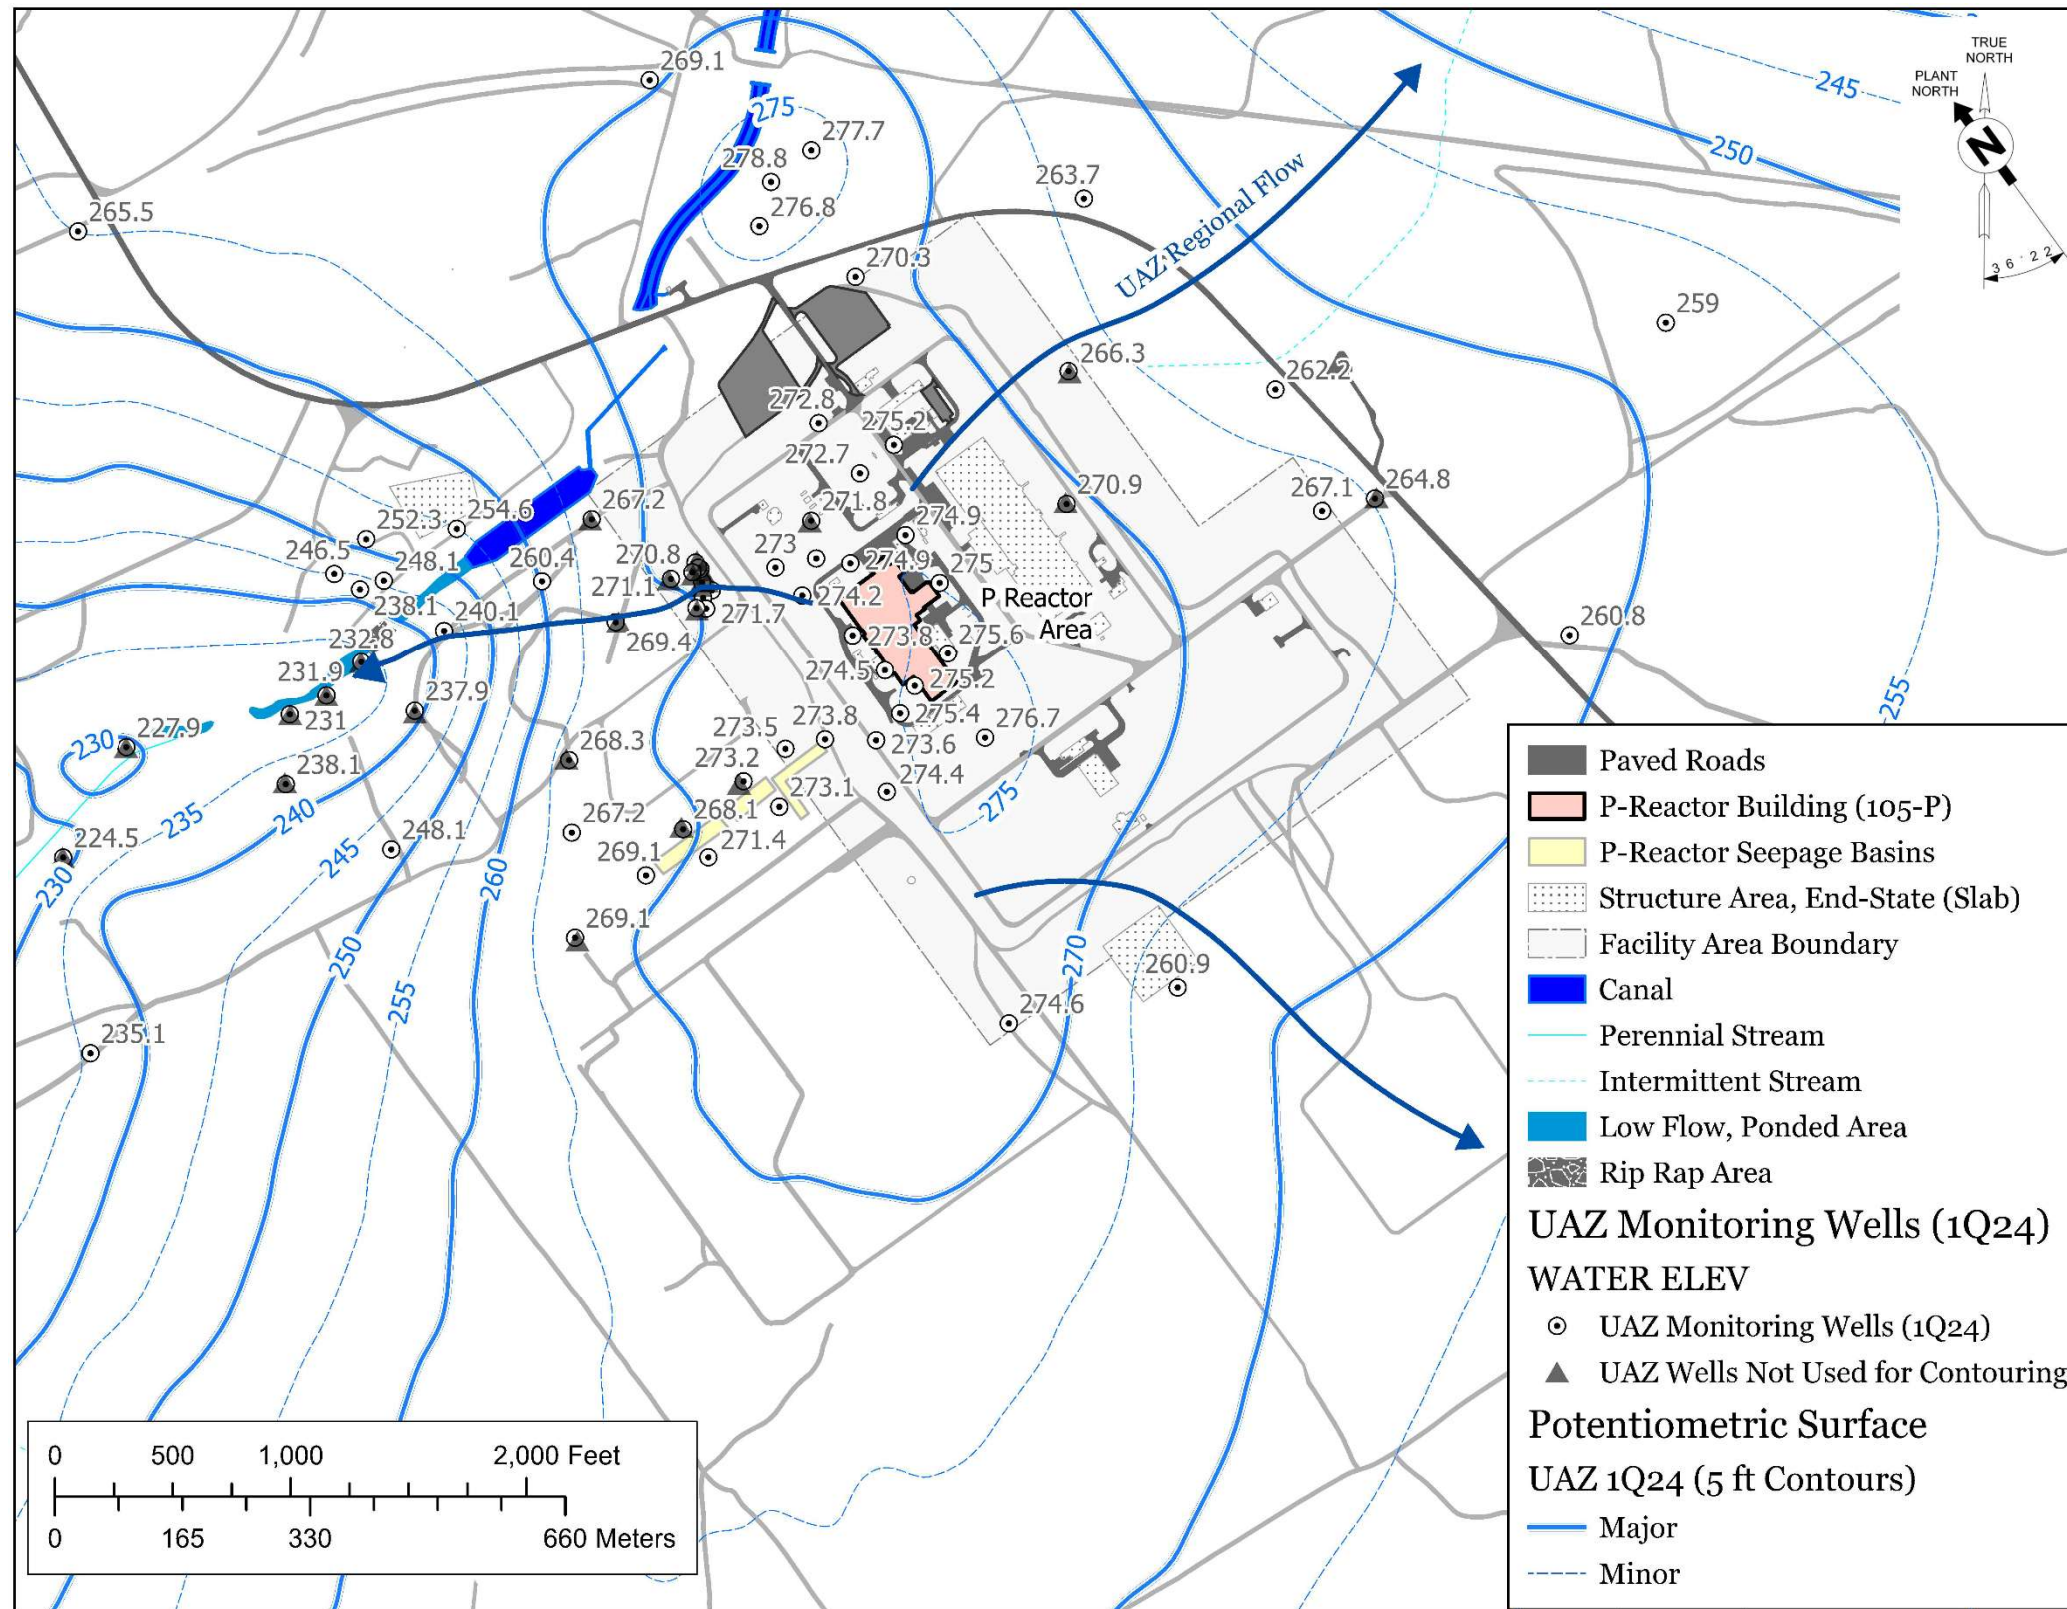 TRUE
NORTH
PLANT
NORTH
N
36°22
269.1
275
277.7
278.8
276.8
265.5
263.7
270.3
UAZ Regional Flow
245
250
259
266.3
262.2
272.8
275.2
272.7
271.8
270.9
267.1
264.8
252.3
254.6
267.2
274.9
246.5
248.1
260.4
270.8
273
274.9
275
238.1
240.1
271.1
271.7
274.2
P Reactor
Area
232.8
269.4
273.8
275.6
260.8
231.9
231
237.9
274.5
275.2
255
230
227.9
268.3
273.5
273.8
275.4
276.7
238.1
273.2
273.6
274.4
235
240
273.1
275
224.5
248.1
267.2
268.1
230
245
260
269.1
271.4
269.1
250
255
270
260.9
235.1
274.6
Paved Roads
P-Reactor Building (105-P)
P-Reactor Seepage Basins
Structure Area, End-State (Slab)
Facility Area Boundary
Canal
Perennial Stream
Intermittent Stream
Low Flow, Ponded Area
Rip Rap Area
UAZ Monitoring Wells (1Q24)
WATER ELEV
UAZ Monitoring Wells (1Q24)
UAZ Wells Not Used for Contouring
Potentiometric Surface
UAZ 1Q24 (5 ft Contours)
Major
Minor
0 500 1,000 2,000 Feet
0 165 330 660 Meters